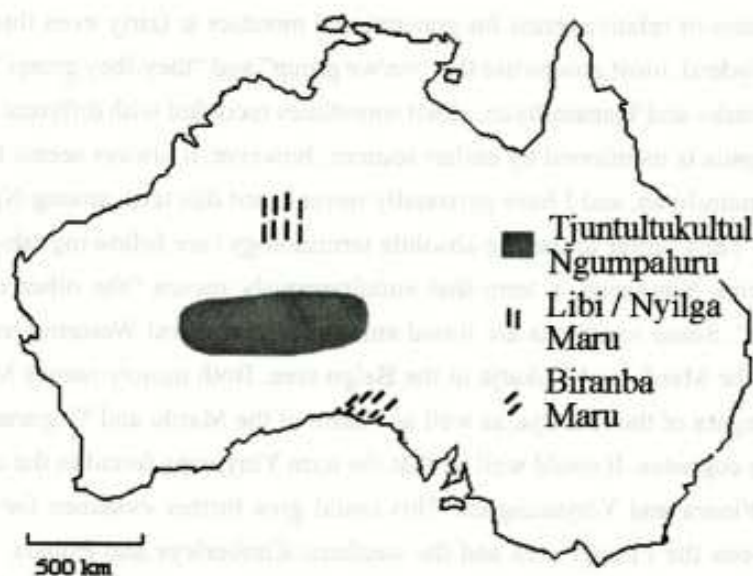 Tjuntultukultul
Ngumpaluru
Libi / Nyilga
Maru
Biranba
Maru
500 km